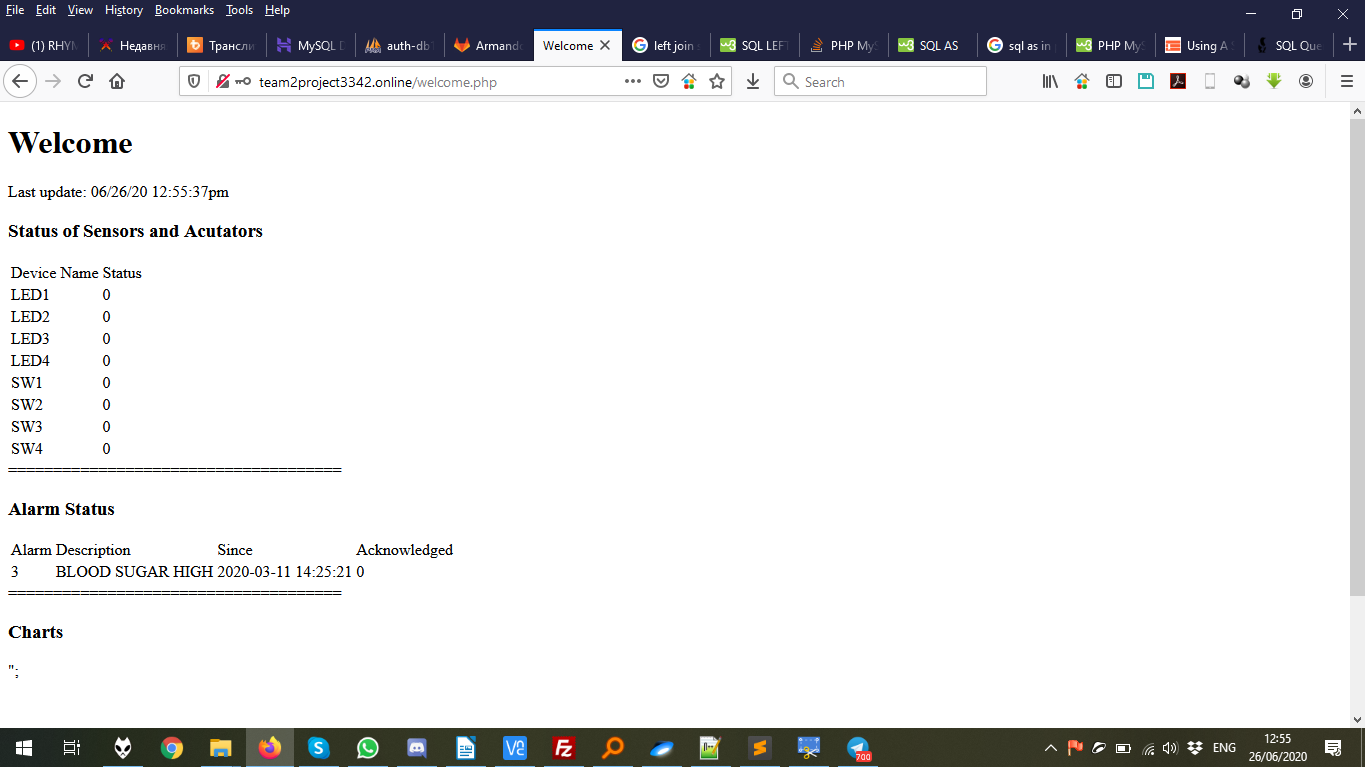 File Edit View History Bookmarks Tools Help
(1) RHYM Недавня Трансли MySQL D auth-db1 Armando Welcome left join s SQL LEFT PHP MyS SQL AS sql as in p PHP MyS Using A S SQL Que
team2project3342.online/welcome.php Search
Welcome
Last update: 06/26/20 12:55:37pm
Status of Sensors and Acutators
Device Name Status
LED1 0
LED2 0
LED3 0
LED4 0
SW1 0
SW2 0
SW3 0
SW4 0
=====================================
Alarm Status
Alarm Description Since Acknowledged
3 BLOOD SUGAR HIGH 2020-03-11 14:25:21 0
=====================================
Charts
";
700 ENG 12:55
26/06/2020